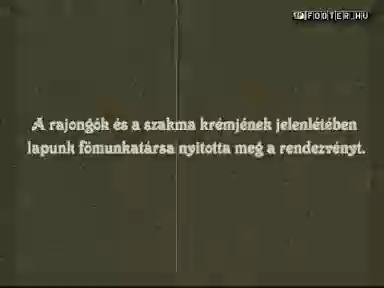 FOOTER.HU
A rajongók és a szakma krémjének jelenlétében
lapunk főmunkatársa nyitotta meg a rendezvényt.